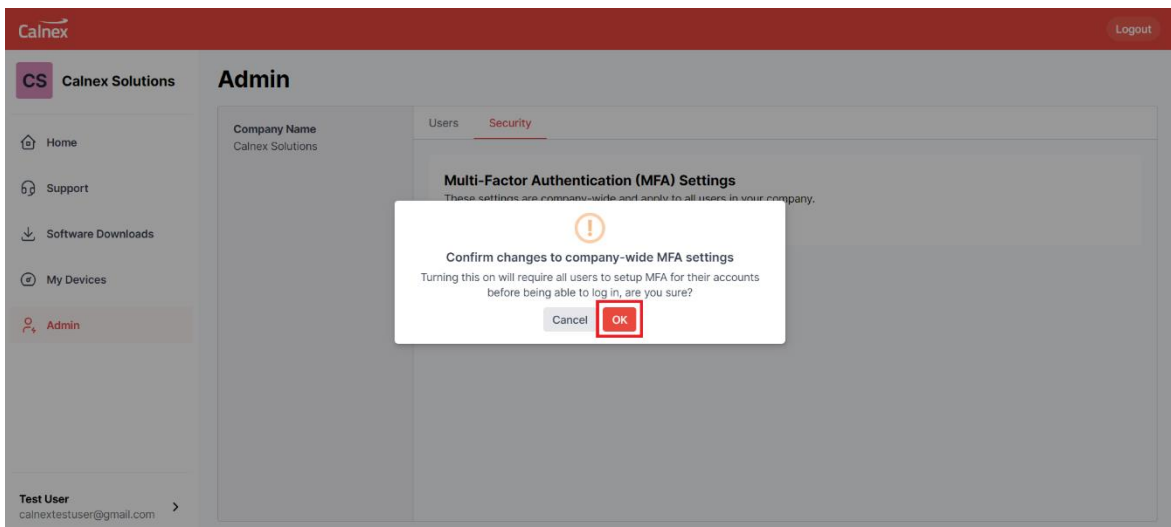 Calnex
Logout
CS Calnex Solutions
Home
Support
Software Downloads
My Devices
Admin
Test User
calnextestuser@gmail.com
Admin
Company Name
Calnex Solutions
Users Security
Multi-Factor Authentication (MFA) Settings
These settings are company-wide and apply to all users in your company.
Confirm changes to company-wide MFA settings
Turning this on will require all users to setup MFA for their accounts
before being able to log in, are you sure?
Cancel OK